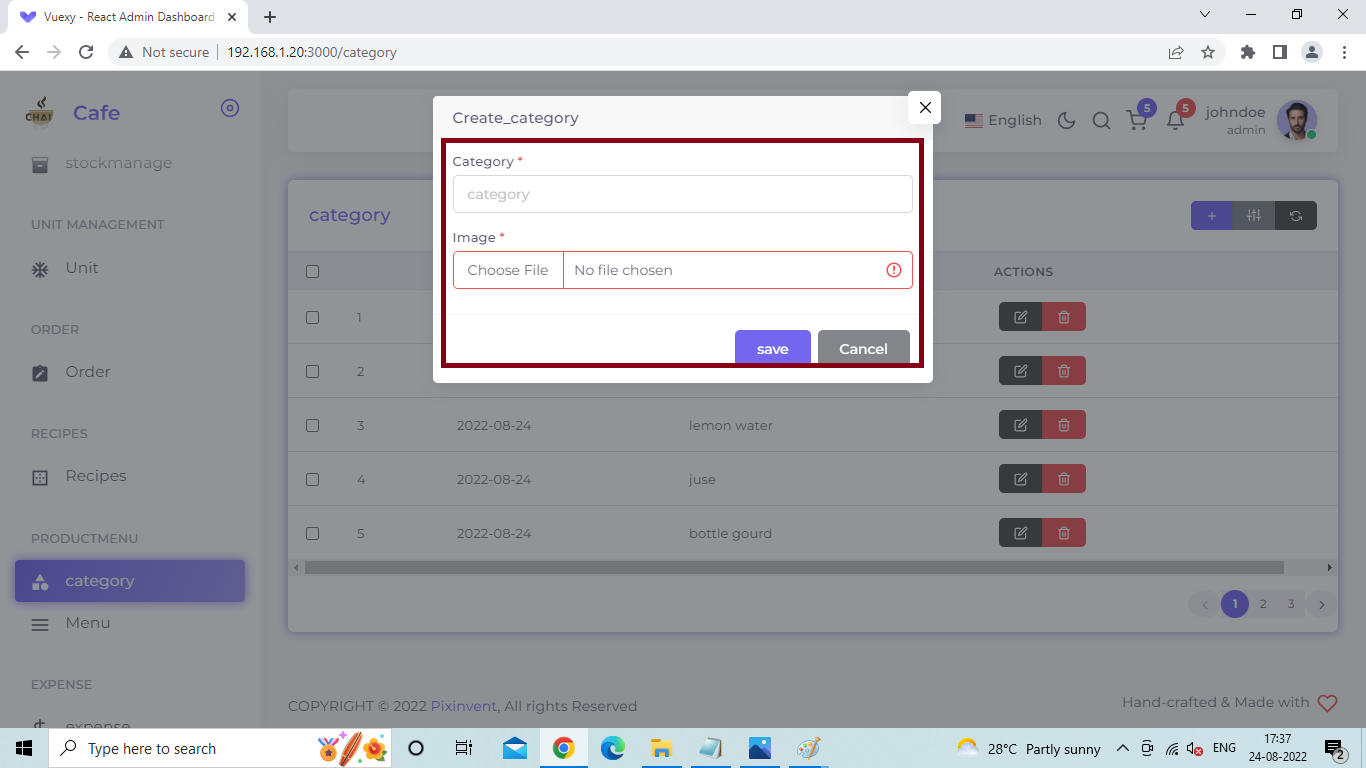 Vuexy - React Admin Dashboard
Not secure 192.168.1.20:3000/category
CHAI
Cafe
English
5
5
johndoe
admin
stockmanage
UNIT MANAGEMENT
Unit
ORDER
Order
RECIPES
Recipes
PRODUCTMENU
category
Menu
EXPENSE
expense
Create_category
Category *
category
Image *
Choose File No file chosen
save Cancel
category
ACTIONS
1
2
3 2022-08-24 lemon water
4 2022-08-24 juse
5 2022-08-24 bottle gourd
1 2 3
COPYRIGHT © 2022 Pixinvent, All rights Reserved
Hand-crafted & Made with
Type here to search
28°C Partly sunny
ENG
17:37
24-08-2022
2